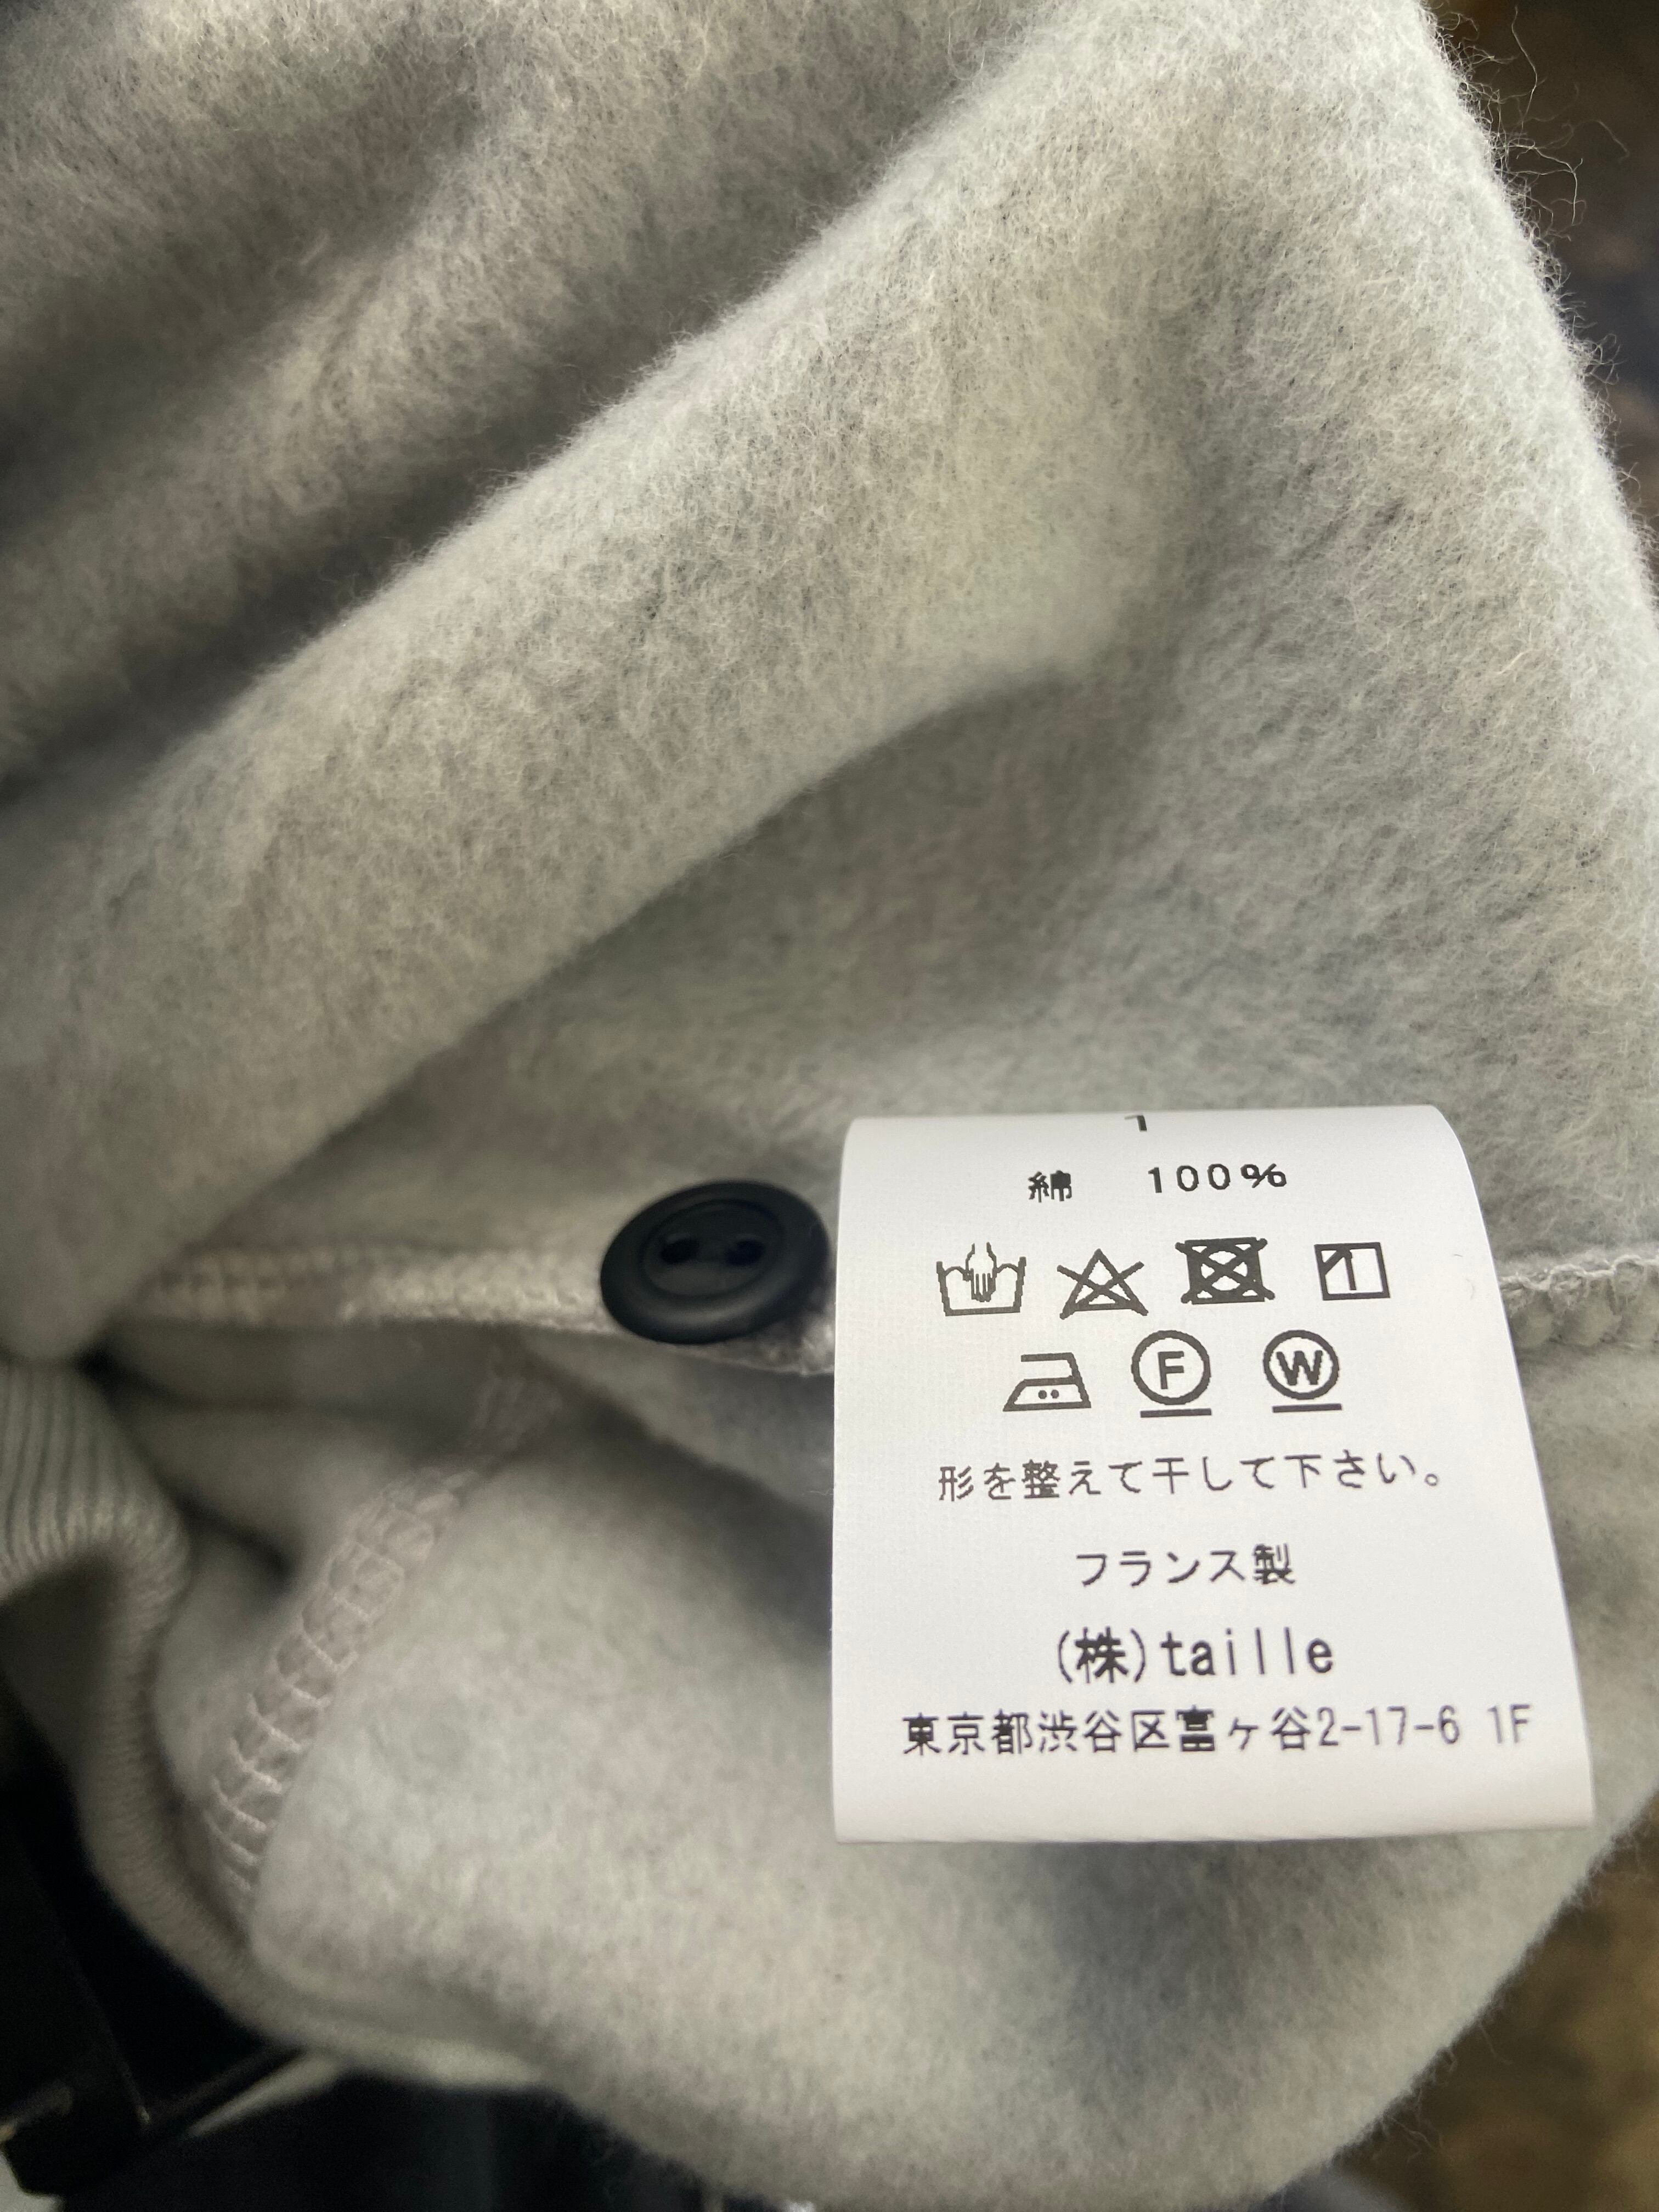 1
綿 100%
F W
形を整えて干して下さい。
フランス製
(株)taille
東京都渋谷区富ヶ谷2-17-6 1F